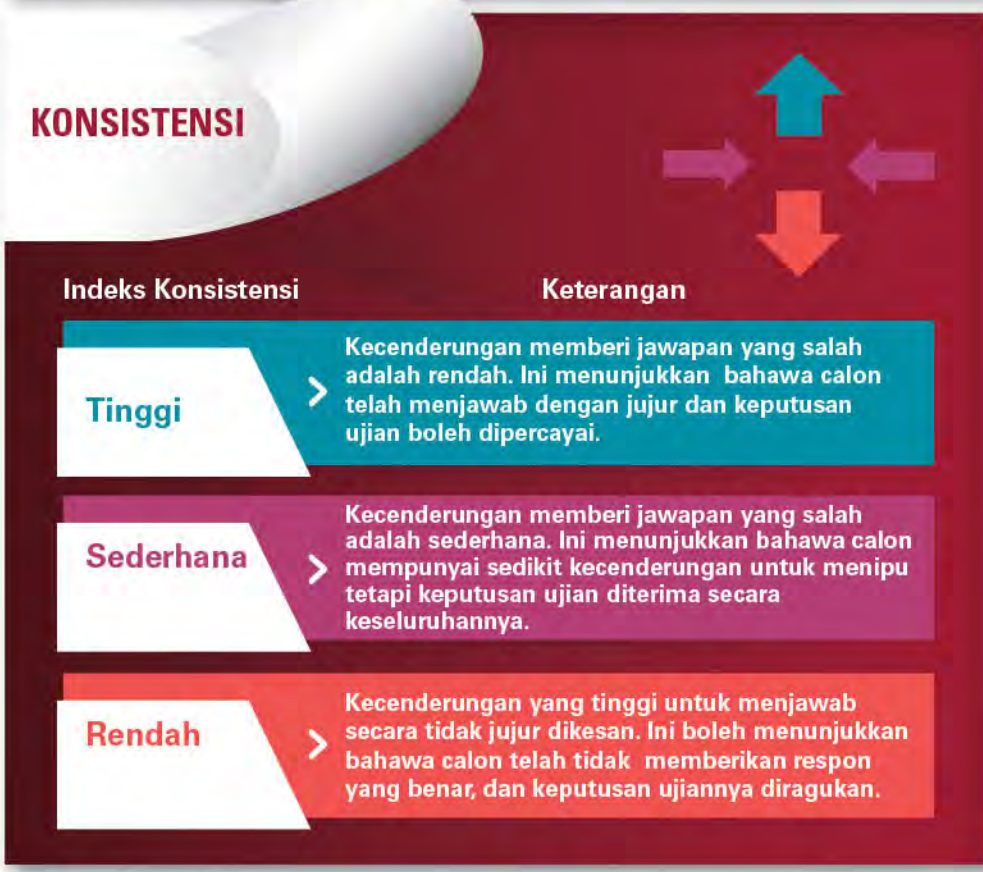 KONSISTENSI
Indeks Konsistensi
Keterangan
Tinggi
Kecenderungan memberi jawapan yang salah
adalah rendah. Ini menunjukkan bahawa calon
telah menjawab dengan jujur dan keputusan
ujian boleh dipercayai.
Sederhana
Kecenderungan memberi jawapan yang salah
adalah sederhana. Ini menunjukkan bahawa calon
mempunyai sedikit kecenderungan untuk menipu
tetapi keputusan ujian diterima secara
keseluruhannya.
Rendah
Kecenderungan yang tinggi untuk menjawab
secara tidak jujur dikesan. Ini boleh menunjukkan
bahawa calon telah tidak memberikan respon
yang benar, dan keputusan ujiannya diragukan.